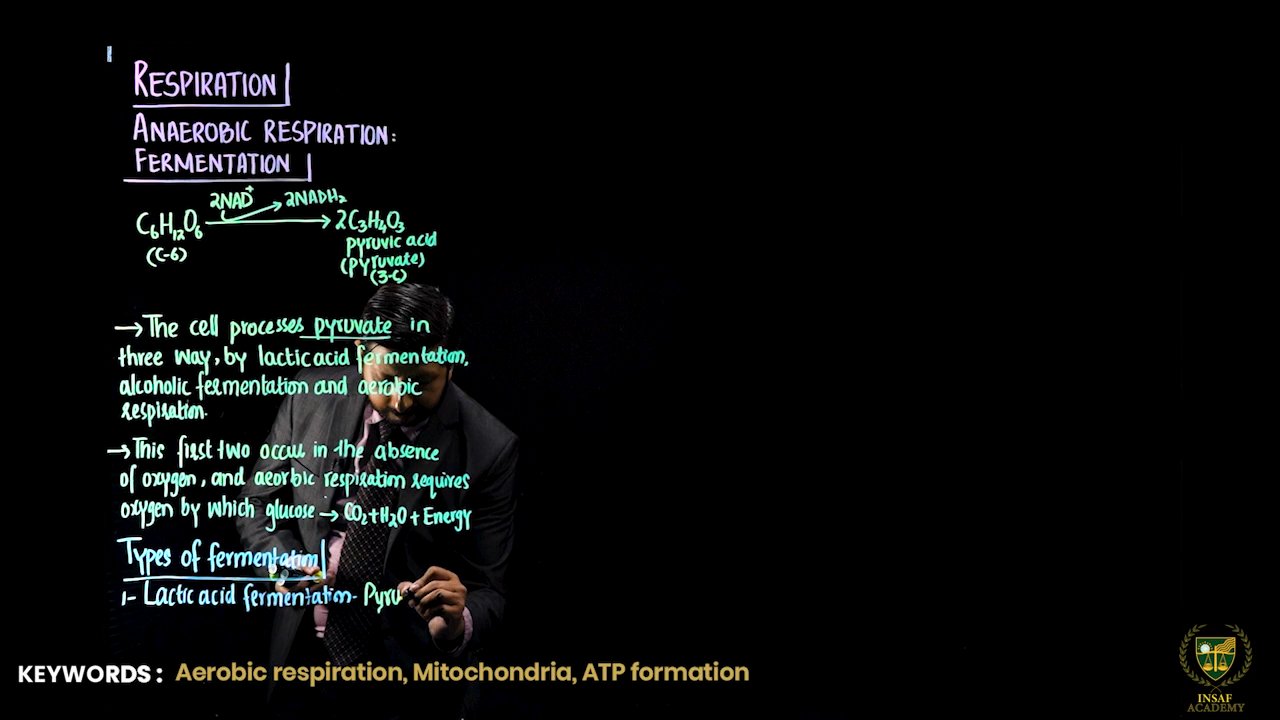 RESPIRATION
ANAEROBIC RESPIRATION:
FERMENTATION
2NAD⁺ 2NADH₂
C₆H₁₂O₆ → 2C₃H₄O₃
(C-6) pyruvic acid
(pyruvate)
(3-C)
→The cell processes pyruvate in
three way, by lactic acid fermentation,
alcoholic fermentation and aerobic
respiration.
→This first two occur in the absence
of oxygen, and aeorbic respiration requires
oxygen by which glucose → CO₂+H₂O + Energy
Types of fermentation
1- Lactic acid fermentation- Pyru
KEYWORDS : Aerobic respiration, Mitochondria, ATP formation
INSAF
ACADEMY